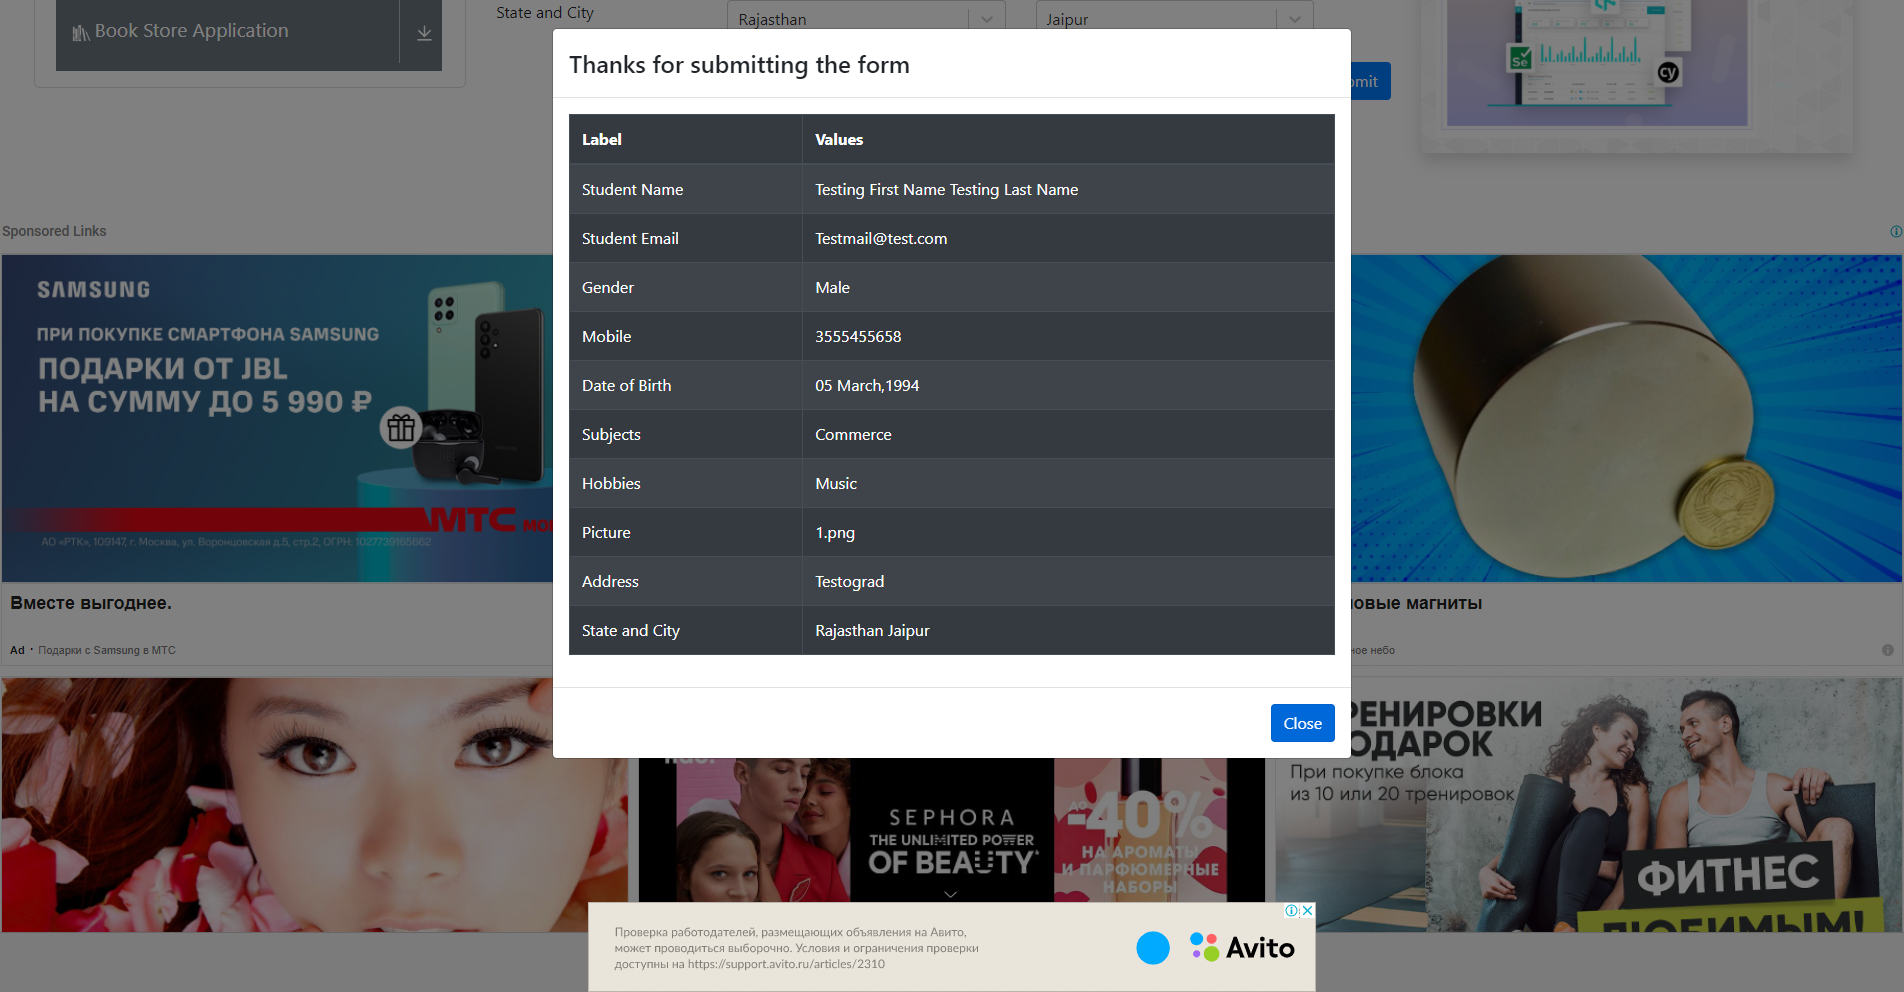 Book Store Application
State and City
Rajasthan
Jaipur
Se
cy
mit
Thanks for submitting the form
Label Values
Student Name Testing First Name Testing Last Name
Student Email Testmail@test.com
Gender Male
Mobile 3555455658
Date of Birth 05 March,1994
Subjects Commerce
Hobbies Music
Picture 1.png
Address Testograd
State and City Rajasthan Jaipur
Close
Sponsored Links
SAMSUNG
ПРИ ПОКУПКЕ СМАРТФОНА SAMSUNG
ПОДАРКИ ОТ JBL
НА СУММУ ДО 5 990 ₽
МТС
АО «РТК», 109147, г. Москва, ул. Воронцовская д.5, стр.2, ОГРН: 1027739165662
Вместе выгоднее.
Ad · Подарки с Samsung в МТС
овые магниты
ное небо
SEPHORA
THE UNLIMITED POWER
OF BEAUTY*
ДО
-40%
НА АРОМАТЫ
И ПАРФЮМЕРНЫЕ
НАБОРЫ
РЕНИРОВКИ
ОДАРОК
При покупке блока
из 10 или 20 тренировок
ФИТНЕС
ЛЮБИМЫМ!
Проверка работодателей, размещающих объявления на Авито,
может проводиться выборочно. Условия и ограничения проверки
доступны на https://support.avito.ru/articles/2310
Avito